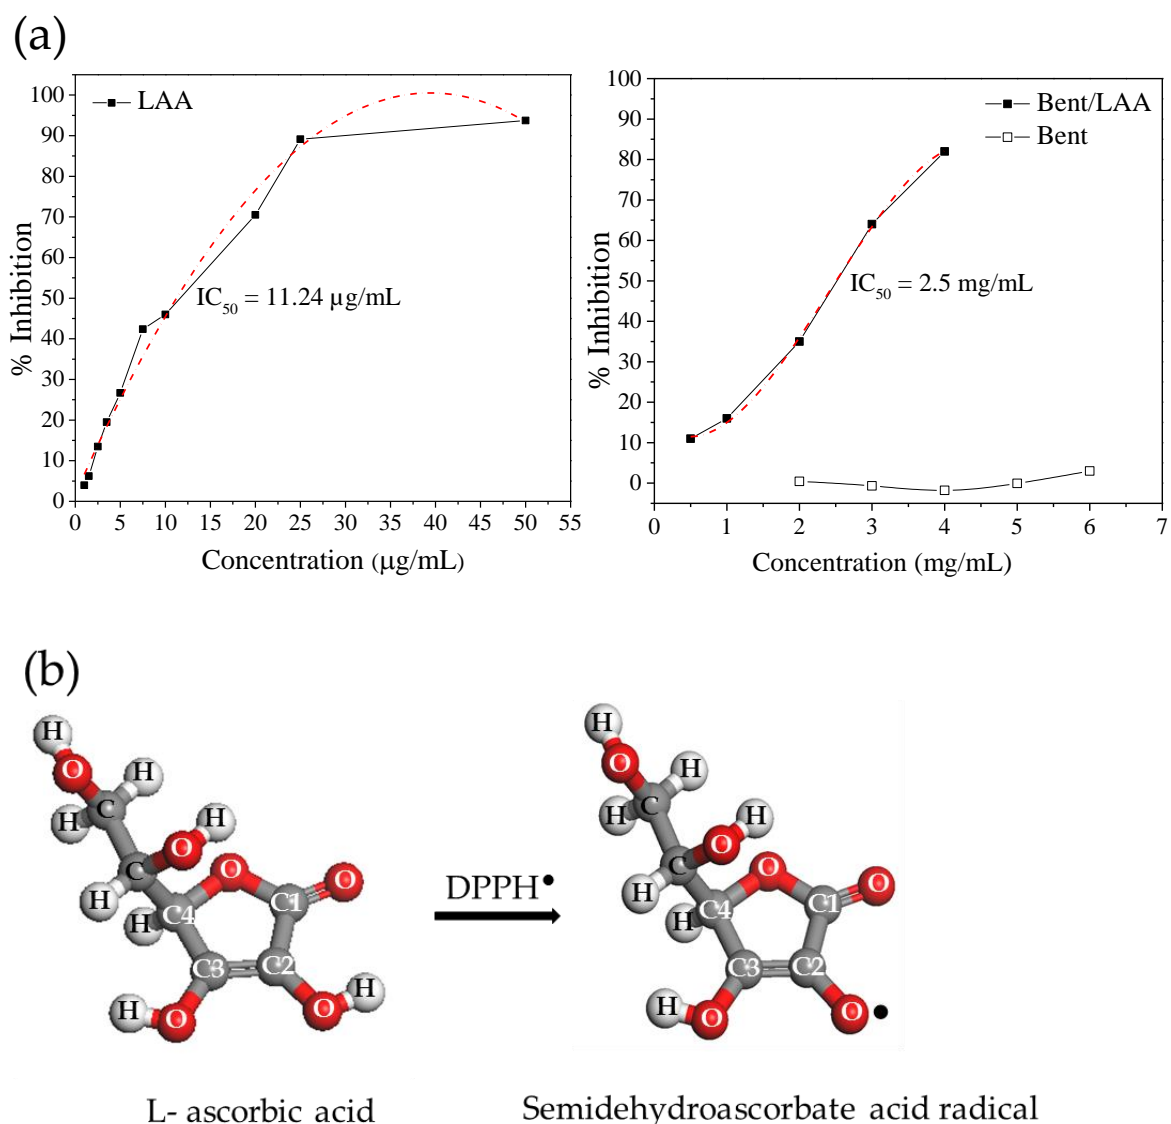 (a)
LAA
% Inhibition
100
90
80
70
60
50
40
30
20
10
0
IC50 = 11.24 µg/mL
0 5 10 15 20 25 30 35 40 45 50 55
Concentration (µg/mL)
Bent/LAA
Bent
% Inhibition
100
90
80
70
60
50
40
30
20
10
0
IC50 = 2.5 mg/mL
0 1 2 3 4 5 6 7
Concentration (mg/mL)
(b)
H
O
H
H
C
H
O
C
H
O
O
C1
H
C4
C3
C2
H
O
O
H
DPPH•
H
O
H
H
C
H
O
C
H
O
O
C1
H
C4
C3
C2
H
O
O •
L- ascorbic acid
Semidehydroascorbate acid radical